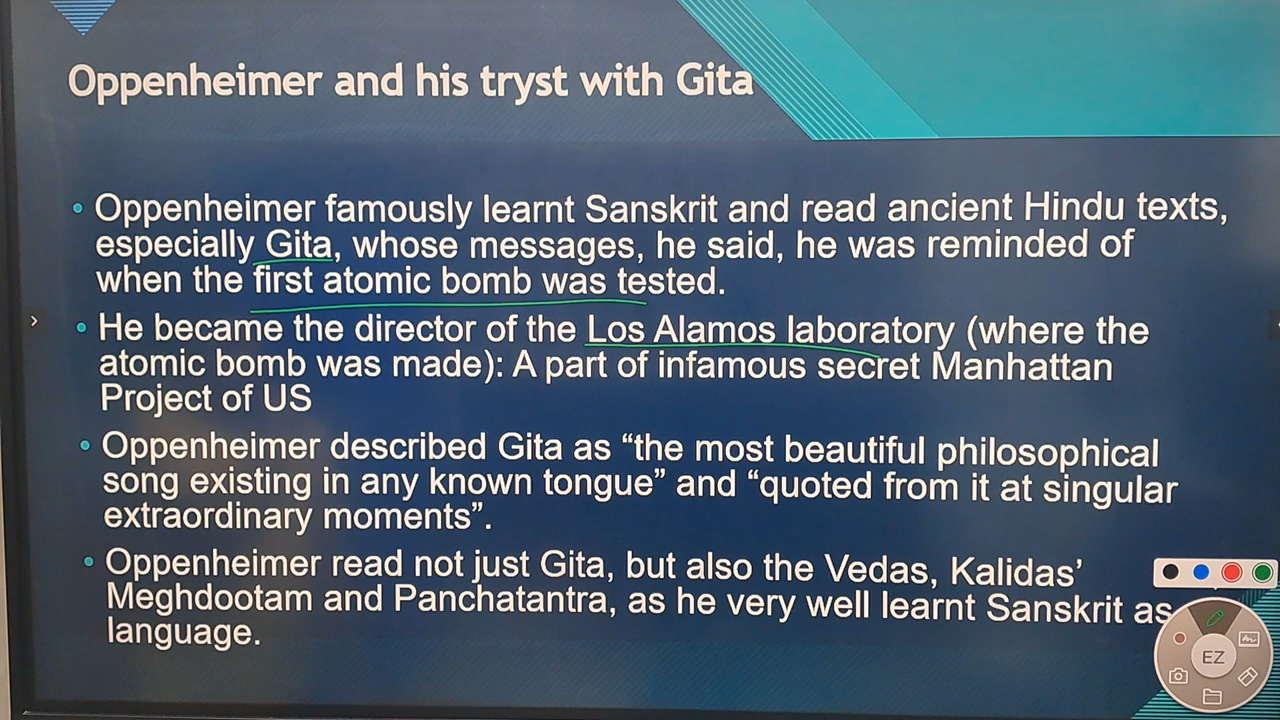 Oppenheimer and his tryst with Gita
• Oppenheimer famously learnt Sanskrit and read ancient Hindu texts,
especially Gita, whose messages, he said, he was reminded of
when the first atomic bomb was tested.
• He became the director of the Los Alamos laboratory (where the
atomic bomb was made): A part of infamous secret Manhattan
Project of US
• Oppenheimer described Gita as “the most beautiful philosophical
song existing in any known tongue” and “quoted from it at singular
extraordinary moments”.
• Oppenheimer read not just Gita, but also the Vedas, Kalidas’
Meghdootam and Panchatantra, as he very well learnt Sanskrit as
language.
EZ